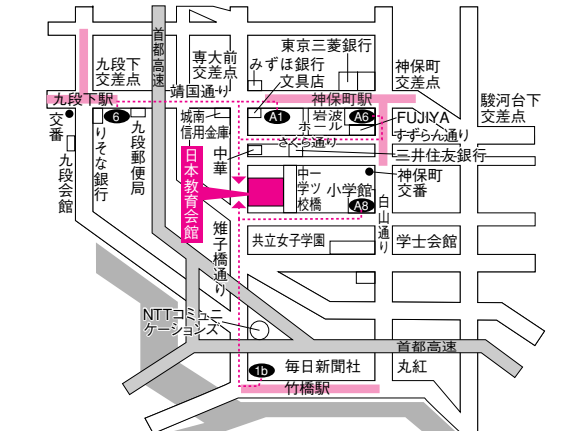 首都高速
九段下
交差点
専大前
交差点
みずほ銀行
文具店
東京三菱銀行
神保町
交差点
駿河台下
交差点
靖国通り
九段下駅
神保町駅
6
A1
A6
交番
九段会館
りそな銀行
九段郵便局
城南
信用金庫
岩波
ホール
FUJIYA
すずらん通り
さくら通り
三井住友銀行
中華
日本教育会館
一ツ
橋
中学校
小学館
A8
神保町
交番
白山通り
雉子橋通り
共立女子学園
学士会館
NTTコミュニ
ケーションズ
首都高速
1b
毎日新聞社
丸紅
竹橋駅